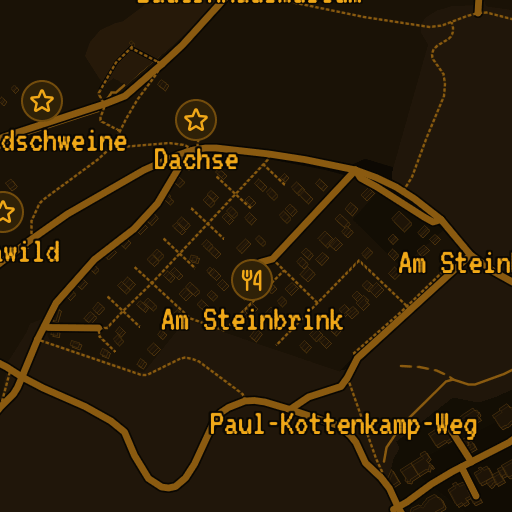 dschweine
Dachse
wild
Am Stein
Am Steinbrink
Paul-Kottenkamp-Weg